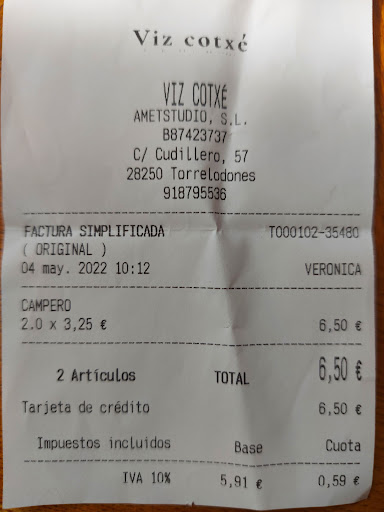 Viz cotxé
VIZ COTXÉ
AMETSTUDIO, S.L.
B87423737
C/ Cudillero, 57
28250 Torrelodones
918795536
FACTURA SIMPLIFICADA T000102-35480
( ORIGINAL )
04 may. 2022 10:12 VERONICA
CAMPERO
2.0 x 3,25 € 6,50 €
2 Artículos TOTAL 6,50 €
Tarjeta de crédito 6,50 €
Impuestos incluidos Base Cuota
IVA 10% 5,91 € 0,59 €